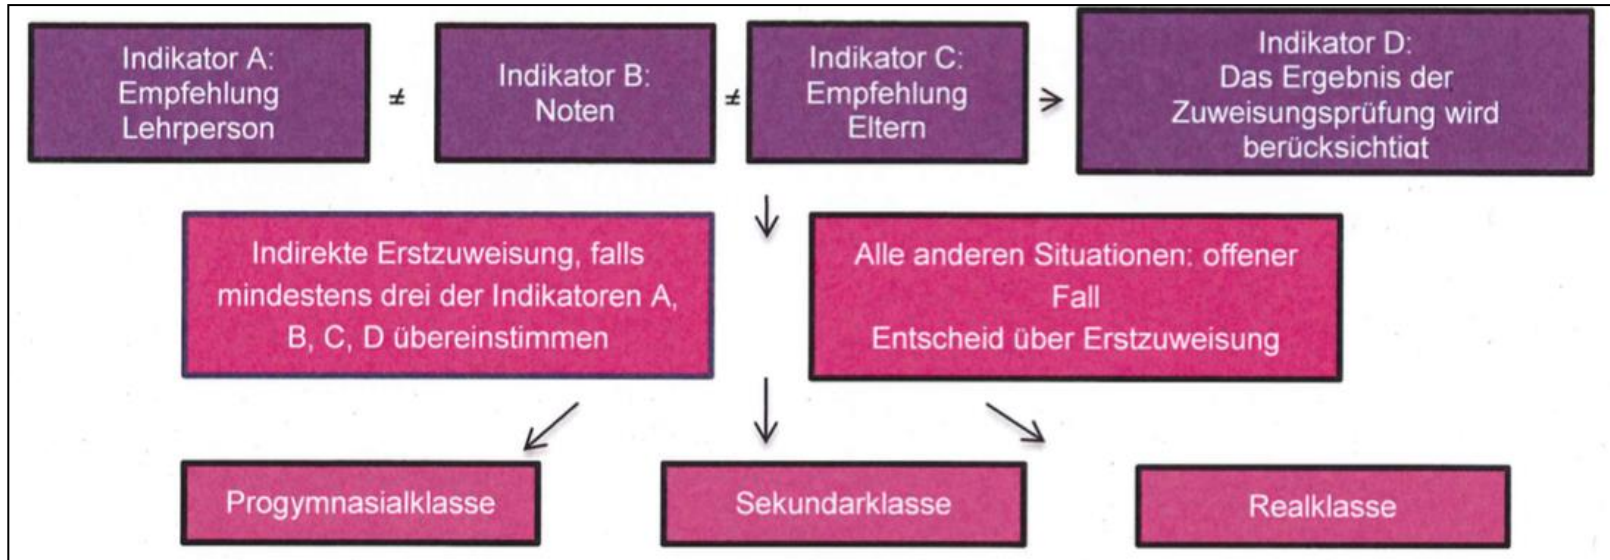 Indikator A:
Empfehlung
Lehrperson
≠
Indikator B:
Noten
≠
Indikator C:
Empfehlung
Eltern
Indikator D:
Das Ergebnis der
Zuweisungsprüfung wird
berücksichtigt
Indirekte Erstzuweisung, falls
mindestens drei der Indikatoren A,
B, C, D übereinstimmen
Alle anderen Situationen: offener
Fall
Entscheid über Erstzuweisung
Progymnasialklasse
Sekundarklasse
Realklasse